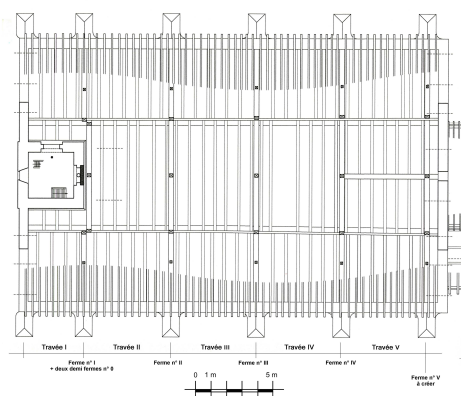 Travée I Travée II Travée III Travée IV Travée V
Ferme n° I Ferme n° II Ferme n° III Ferme n° IV
+ deux demi fermes n° 0
Ferme n° V
à créer
0 1 m 5 m